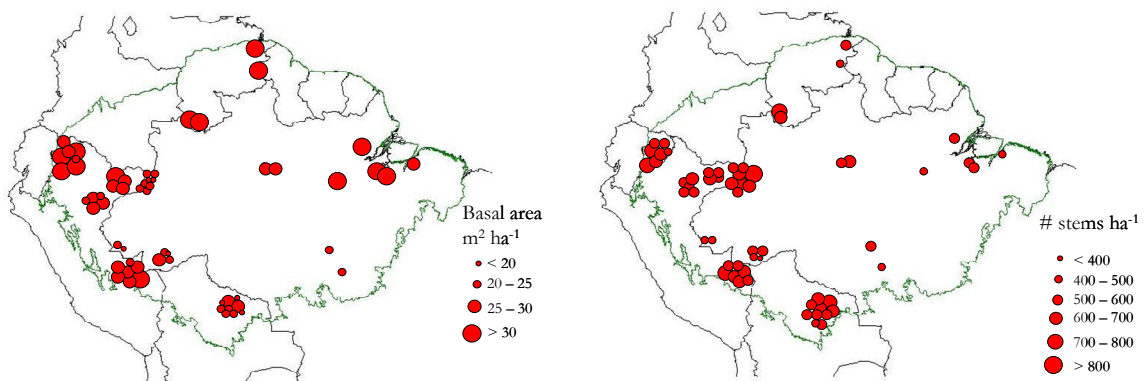 Basal area
m² ha⁻¹
< 20
20 – 25
25 – 30
> 30
# stems ha⁻¹
< 400
400 – 500
500 – 600
600 – 700
700 – 800
> 800